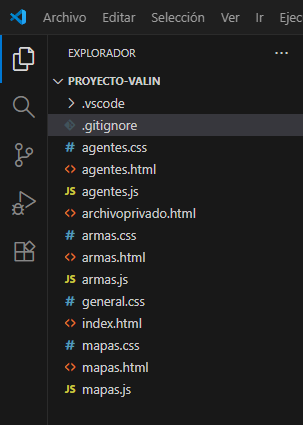 Archivo Editar Selección Ver Ir Ejec
EXPLORADOR ...
PROYECTO-VALIN
.vscode
.gitignore
# agentes.css
<> agentes.html
JS agentes.js
<> archivoprivado.html
# armas.css
<> armas.html
JS armas.js
# general.css
<> index.html
# mapas.css
<> mapas.html
JS mapas.js